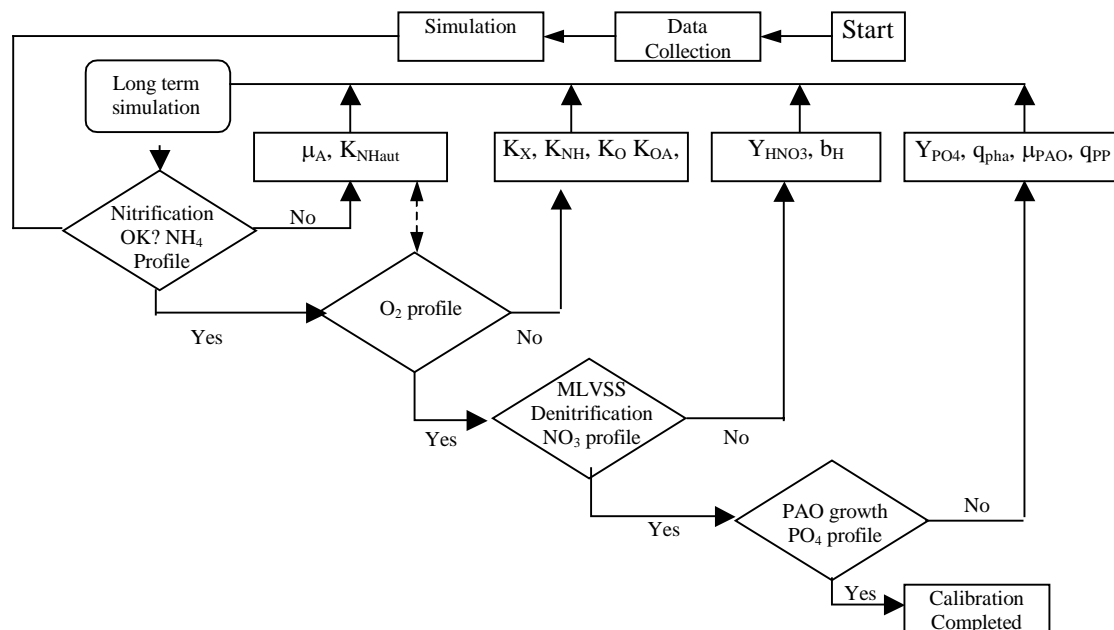 Simulation
Data
Collection
Start
Long term
simulation
μA, KNHaut
KX, KNH, KO KOA,
YHNO3, bH
YPO4, qpha, μPAO, qPP
Nitrification
OK? NH4
Profile
No
Yes
O2 profile
No
Yes
MLVSS
Denitrification
NO3 profile
No
Yes
PAO growth
PO4 profile
No
Yes
Calibration
Completed